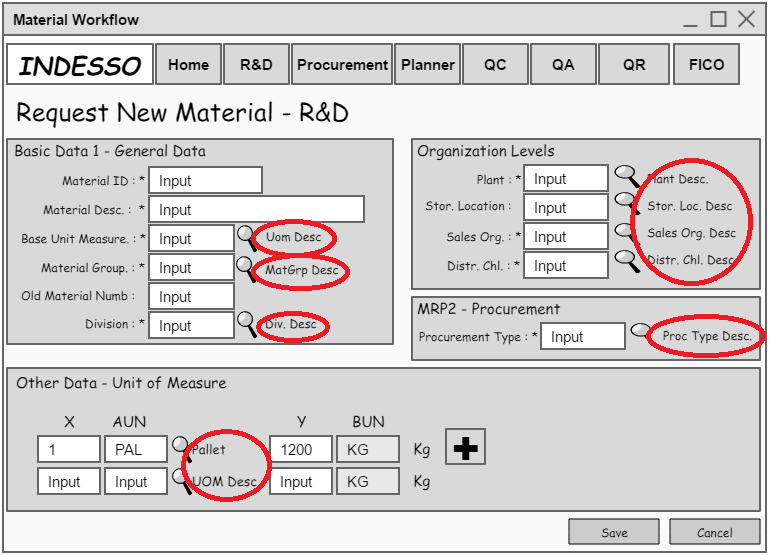 Material Workflow
INDESSO Home R&D Procurement Planner QC QA QR FICO
Request New Material - R&D
Basic Data 1 - General Data
Material ID : * Input
Material Desc. : * Input
Base Unit Measure. : * Input Uom Desc
Material Group. : * Input MatGrp Desc
Old Material Numb : Input
Division : * Input Div. Desc
Organization Levels
Plant : * Input Plant Desc.
Stor. Location : Input Stor. Loc. Desc
Sales Org. : * Input Sales Org. Desc
Distr. Chl. : * Input Distr. Chl. Desc
MRP2 - Procurement
Procurement Type : * Input Proc Type Desc.
Other Data - Unit of Measure
X AUN Y BUN
1 PAL Pallet 1200 KG Kg
Input Input UOM Desc Input KG Kg
Save Cancel